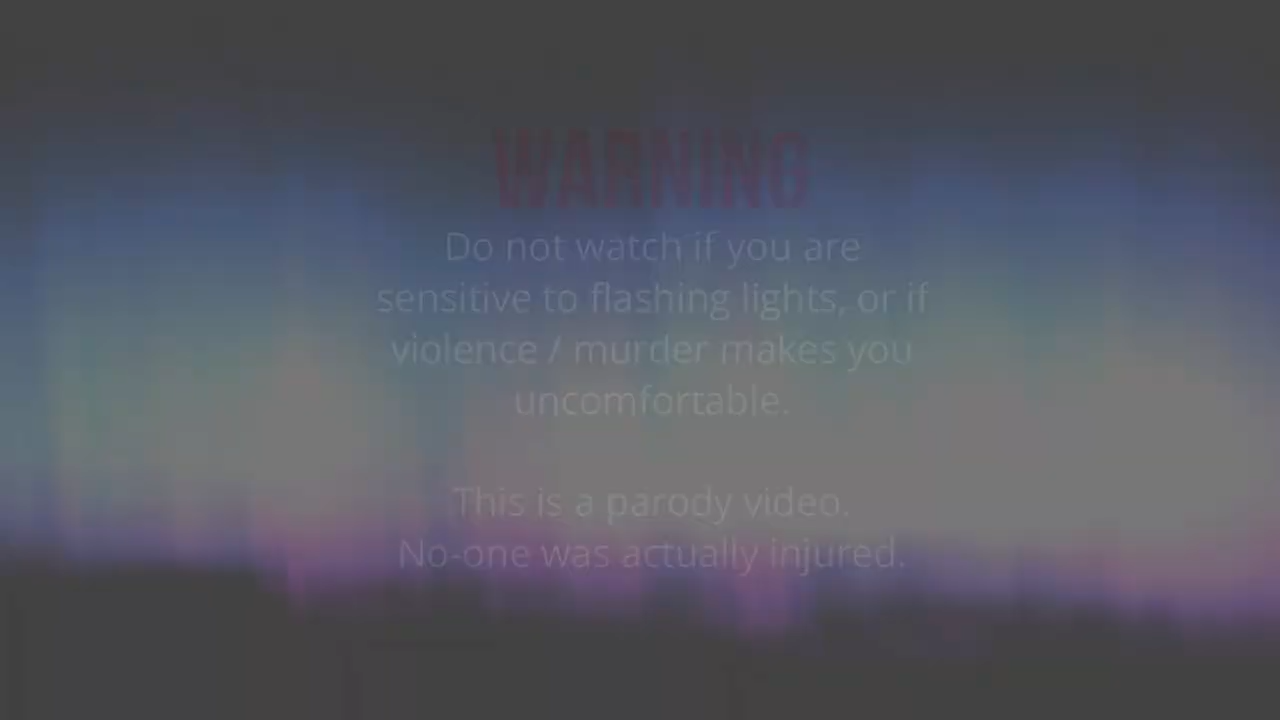 WARNING
Do not watch if you are
sensitive to flashing lights, or if
violence / murder makes you
uncomfortable.
This is a parody video.
No-one was actually injured.